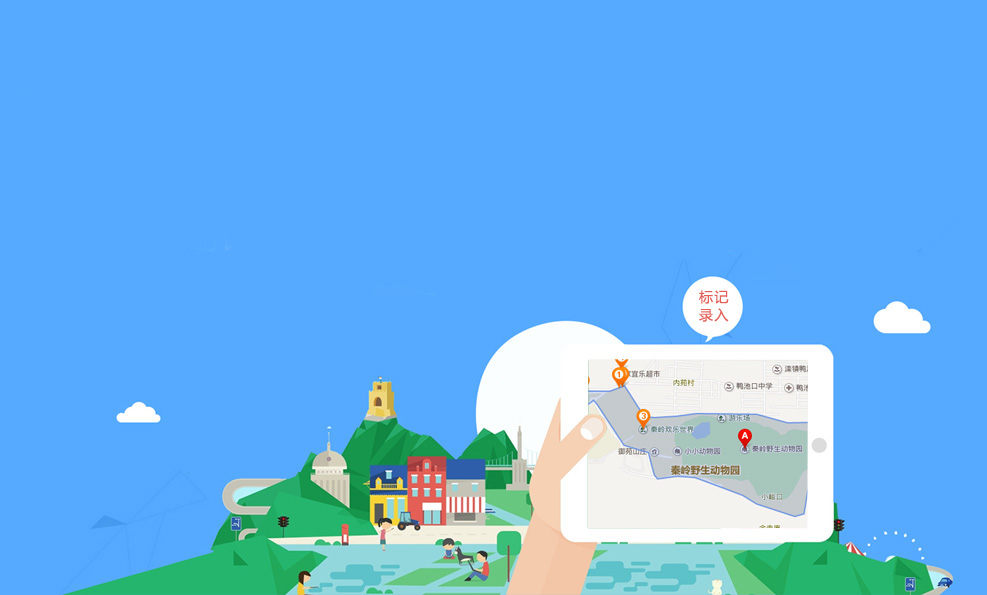 标记
录入
1
宜乐超市
内苑村
滦镇鸭
鸭池口中学
鸭池
3
秦岭欢乐世界
游乐场
A
御苑山庄
小小动物园
秦岭野生动物园
秦岭野生动物园
小峪口